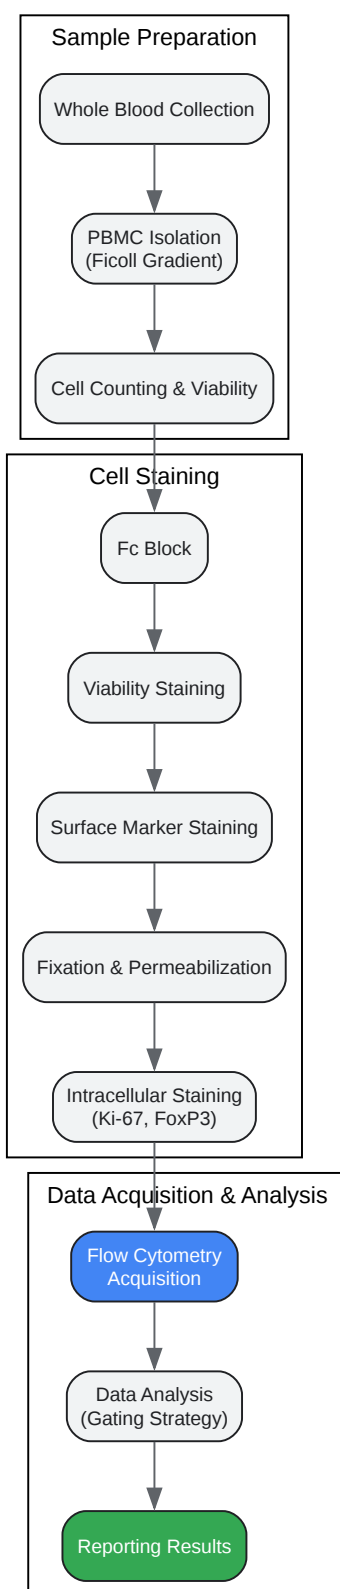 Sample Preparation
Whole Blood Collection
PBMC Isolation
(Ficoll Gradient)
Cell Counting & Viability
Cell Staining
Fc Block
Viability Staining
Surface Marker Staining
Fixation & Permeabilization
Intracellular Staining
(Ki-67, FoxP3)
Data Acquisition & Analysis
Flow Cytometry
Acquisition
Data Analysis
(Gating Strategy)
Reporting Results